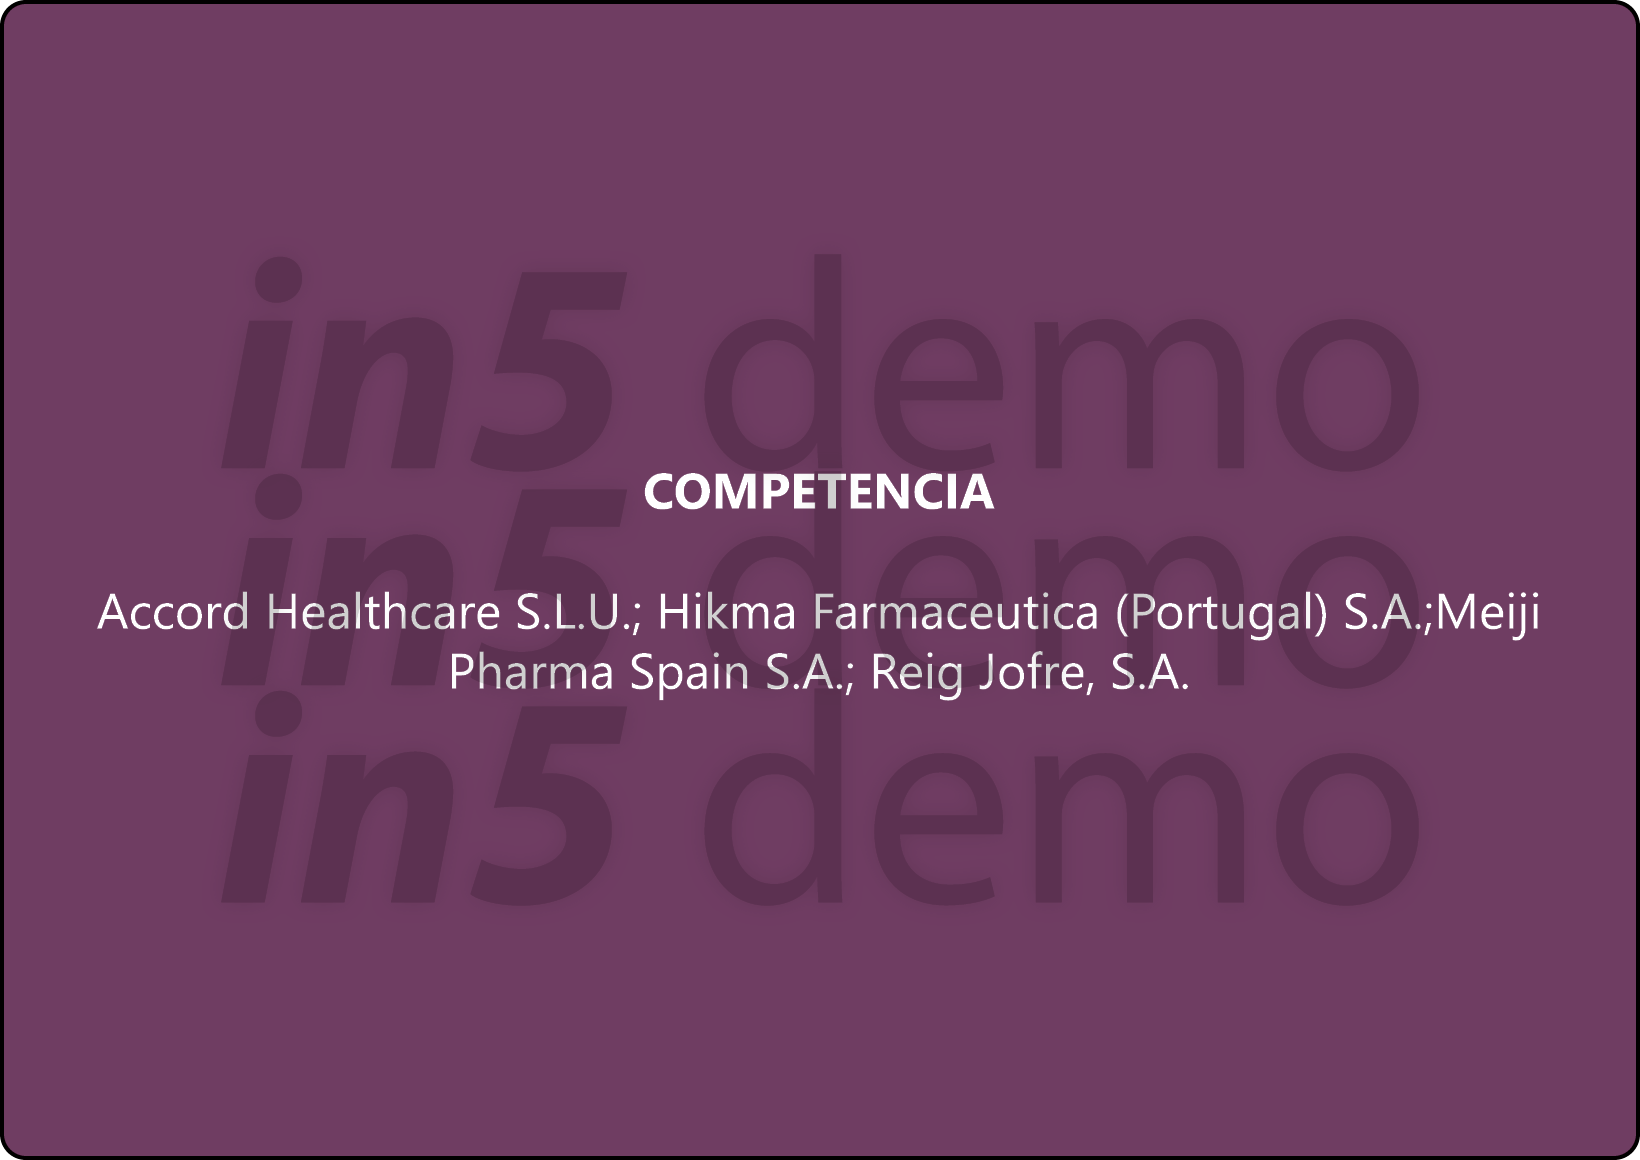 in5 demo
COMPETENCIA
in5 demo
Accord Healthcare S.L.U.; Hikma Farmaceutica (Portugal) S.A.;Meiji
Pharma Spain S.A.; Reig Jofre, S.A.
in5 demo